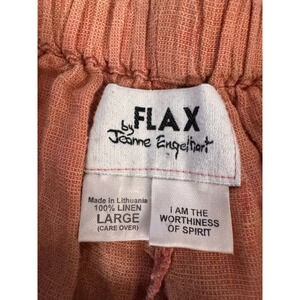 FLAX
by
Jeanne Engelhart
Made in Lithuania
100% LINEN
LARGE
(CARE OVER)
I AM THE
WORTHINESS
OF SPIRIT